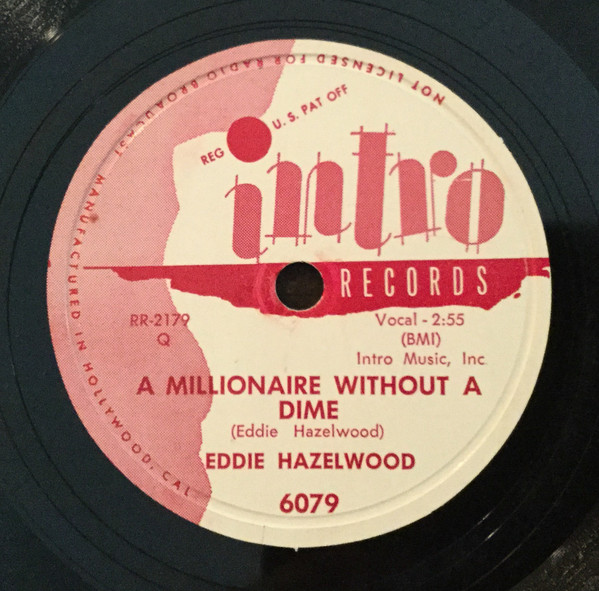 NOT LICENSED FOR RADIO BROADCAST MANUFACTURED IN HOLLYWOOD, CAL
REG U. S. PAT OFF
intro
RECORDS
RR-2179
Q
Vocal - 2:55
(BMI)
Intro Music, Inc
A MILLIONAIRE WITHOUT A
DIME
(Eddie Hazelwood)
EDDIE HAZELWOOD
6079